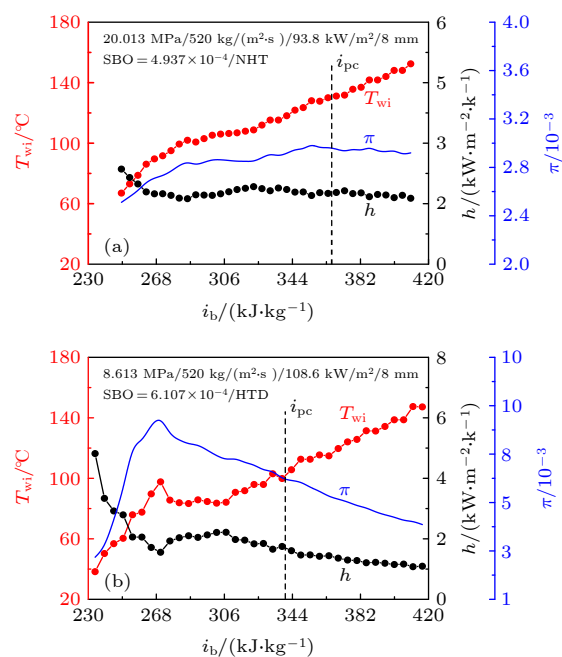 20.013 MPa/520 kg/(m²·s )/93.8 kW/m²/8 mm
SBO = 4.937×10⁻⁴/NHT
i_pc
T_wi
π
h
(a)
T_wi/℃
180
140
100
60
20
h/(kW·m⁻²·k⁻¹)
6
5
3
2
0
π/10⁻³
4.0
3.6
3.2
2.8
2.4
2.0
230 268 306 344 382 420
i_b/(kJ·kg⁻¹)
8.613 MPa/520 kg/(m²·s )/108.6 kW/m²/8 mm
SBO = 6.107×10⁻⁴/HTD
i_pc
T_wi
π
h
(b)
T_wi/℃
180
140
100
60
20
h/(kW·m⁻²·k⁻¹)
8
6
4
2
0
π/10⁻³
10
10
8
6
5
3
1
230 268 306 344 382 420
i_b/(kJ·kg⁻¹)